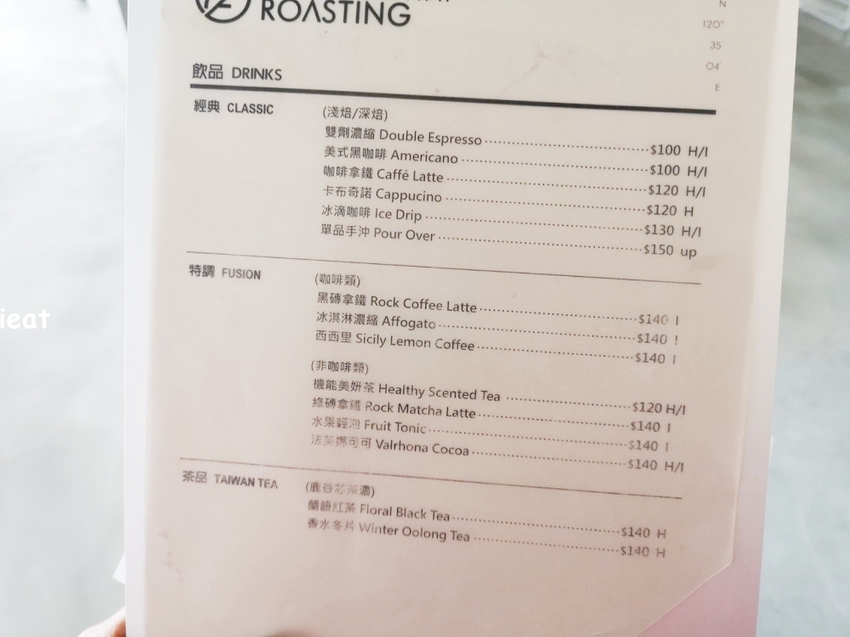 ROASTING
N
120°
35
04'
E
飲品 DRINKS
經典 CLASSIC
(淺焙/深焙)
雙劑濃縮 Double Espresso $100 H/I
美式黑咖啡 Americano $100 H/I
咖啡拿鐵 Caffé Latte $120 H/I
卡布奇諾 Cappucino $120 H
冰滴咖啡 Ice Drip $130 H/I
單品手沖 Pour Over $150 up
特調 FUSION
(咖啡類)
黑磚拿鐵 Rock Coffee Latte $140 I
冰淇淋濃縮 Affogato $140 I
西西里 Sicily Lemon Coffee $140 I
(非咖啡類)
機能美妍茶 Healthy Scented Tea $120 H/I
綠磚拿鐵 Rock Matcha Latte $140 I
水果輕泡 Fruit Tonic $140 I
法芙娜可可 Valrhona Cocoa $140 H/I
茶品 TAIWAN TEA
(鹿谷芯茶濃)
蘭韻紅茶 Floral Black Tea $140 H
香水冬片 Winter Oolong Tea $140 H
ieat